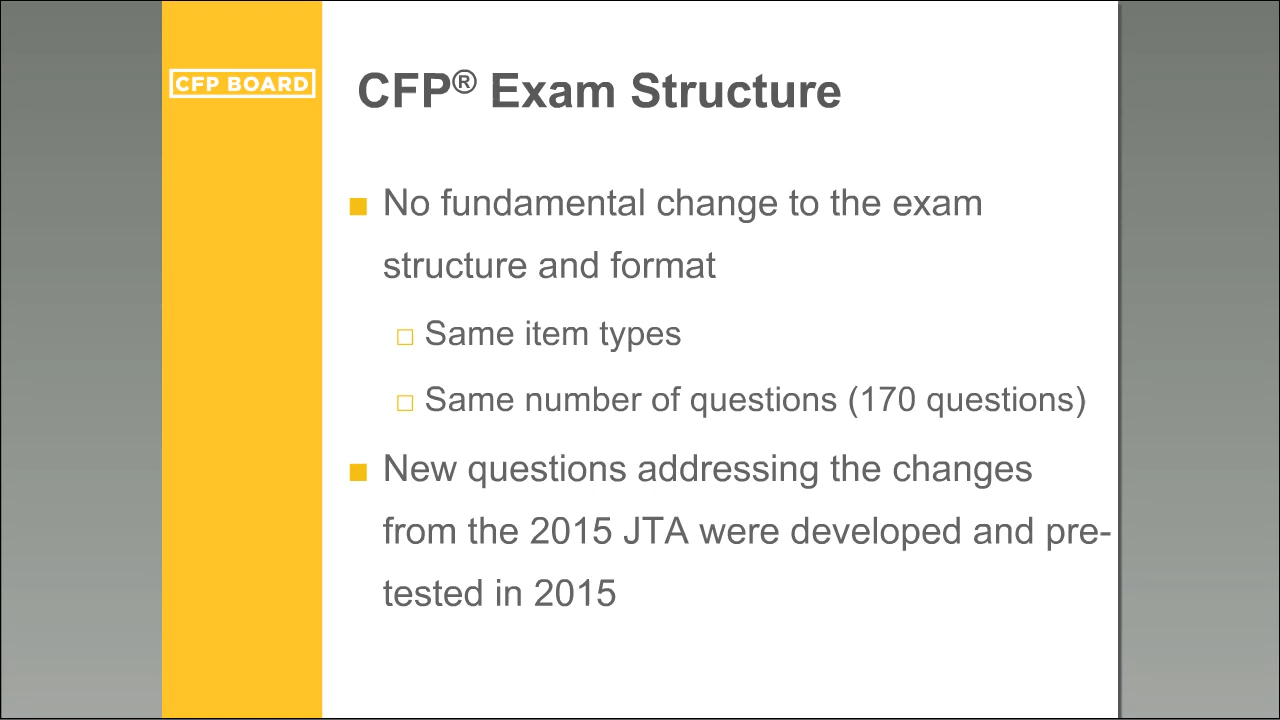 CFP BOARD
CFP® Exam Structure
■ No fundamental change to the exam
structure and format
□ Same item types
□ Same number of questions (170 questions)
■ New questions addressing the changes
from the 2015 JTA were developed and pre-
tested in 2015